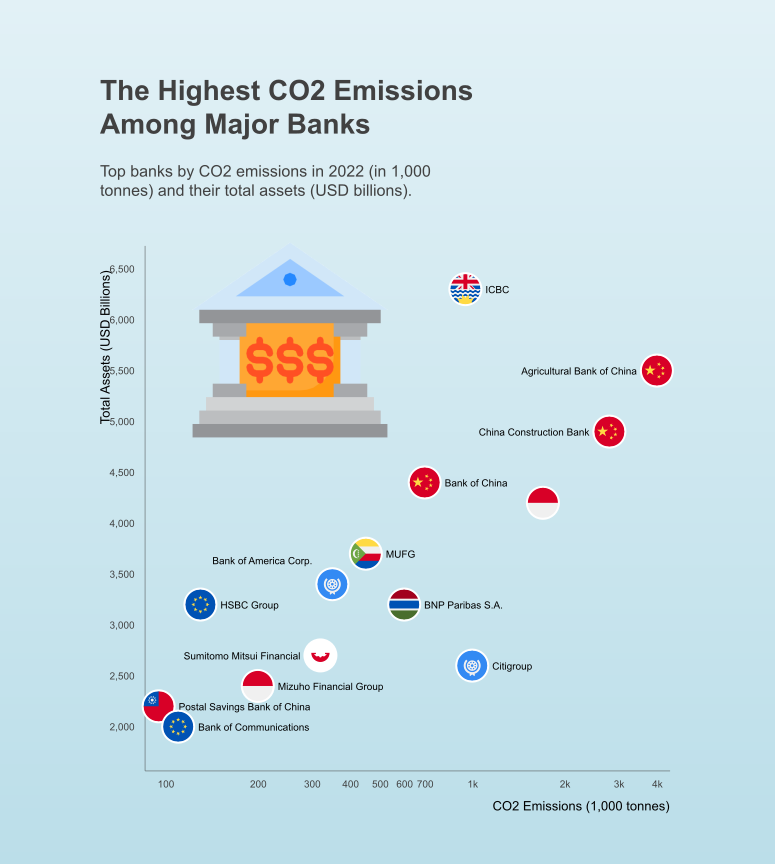 The Highest CO2 Emissions
Among Major Banks
Top banks by CO2 emissions in 2022 (in 1,000
tonnes) and their total assets (USD billions).
Total Assets (USD Billions)
6,500
6,000
5,500
5,000
4,500
4,000
3,500
3,000
2,500
2,000
$$$
ICBC
Agricultural Bank of China
China Construction Bank
Bank of China
MUFG
Bank of America Corp.
HSBC Group
BNP Paribas S.A.
Sumitomo Mitsui Financial
Citigroup
Mizuho Financial Group
Postal Savings Bank of China
Bank of Communications
100 200 300 400 500 600 700 1k 2k 3k 4k
CO2 Emissions (1,000 tonnes)